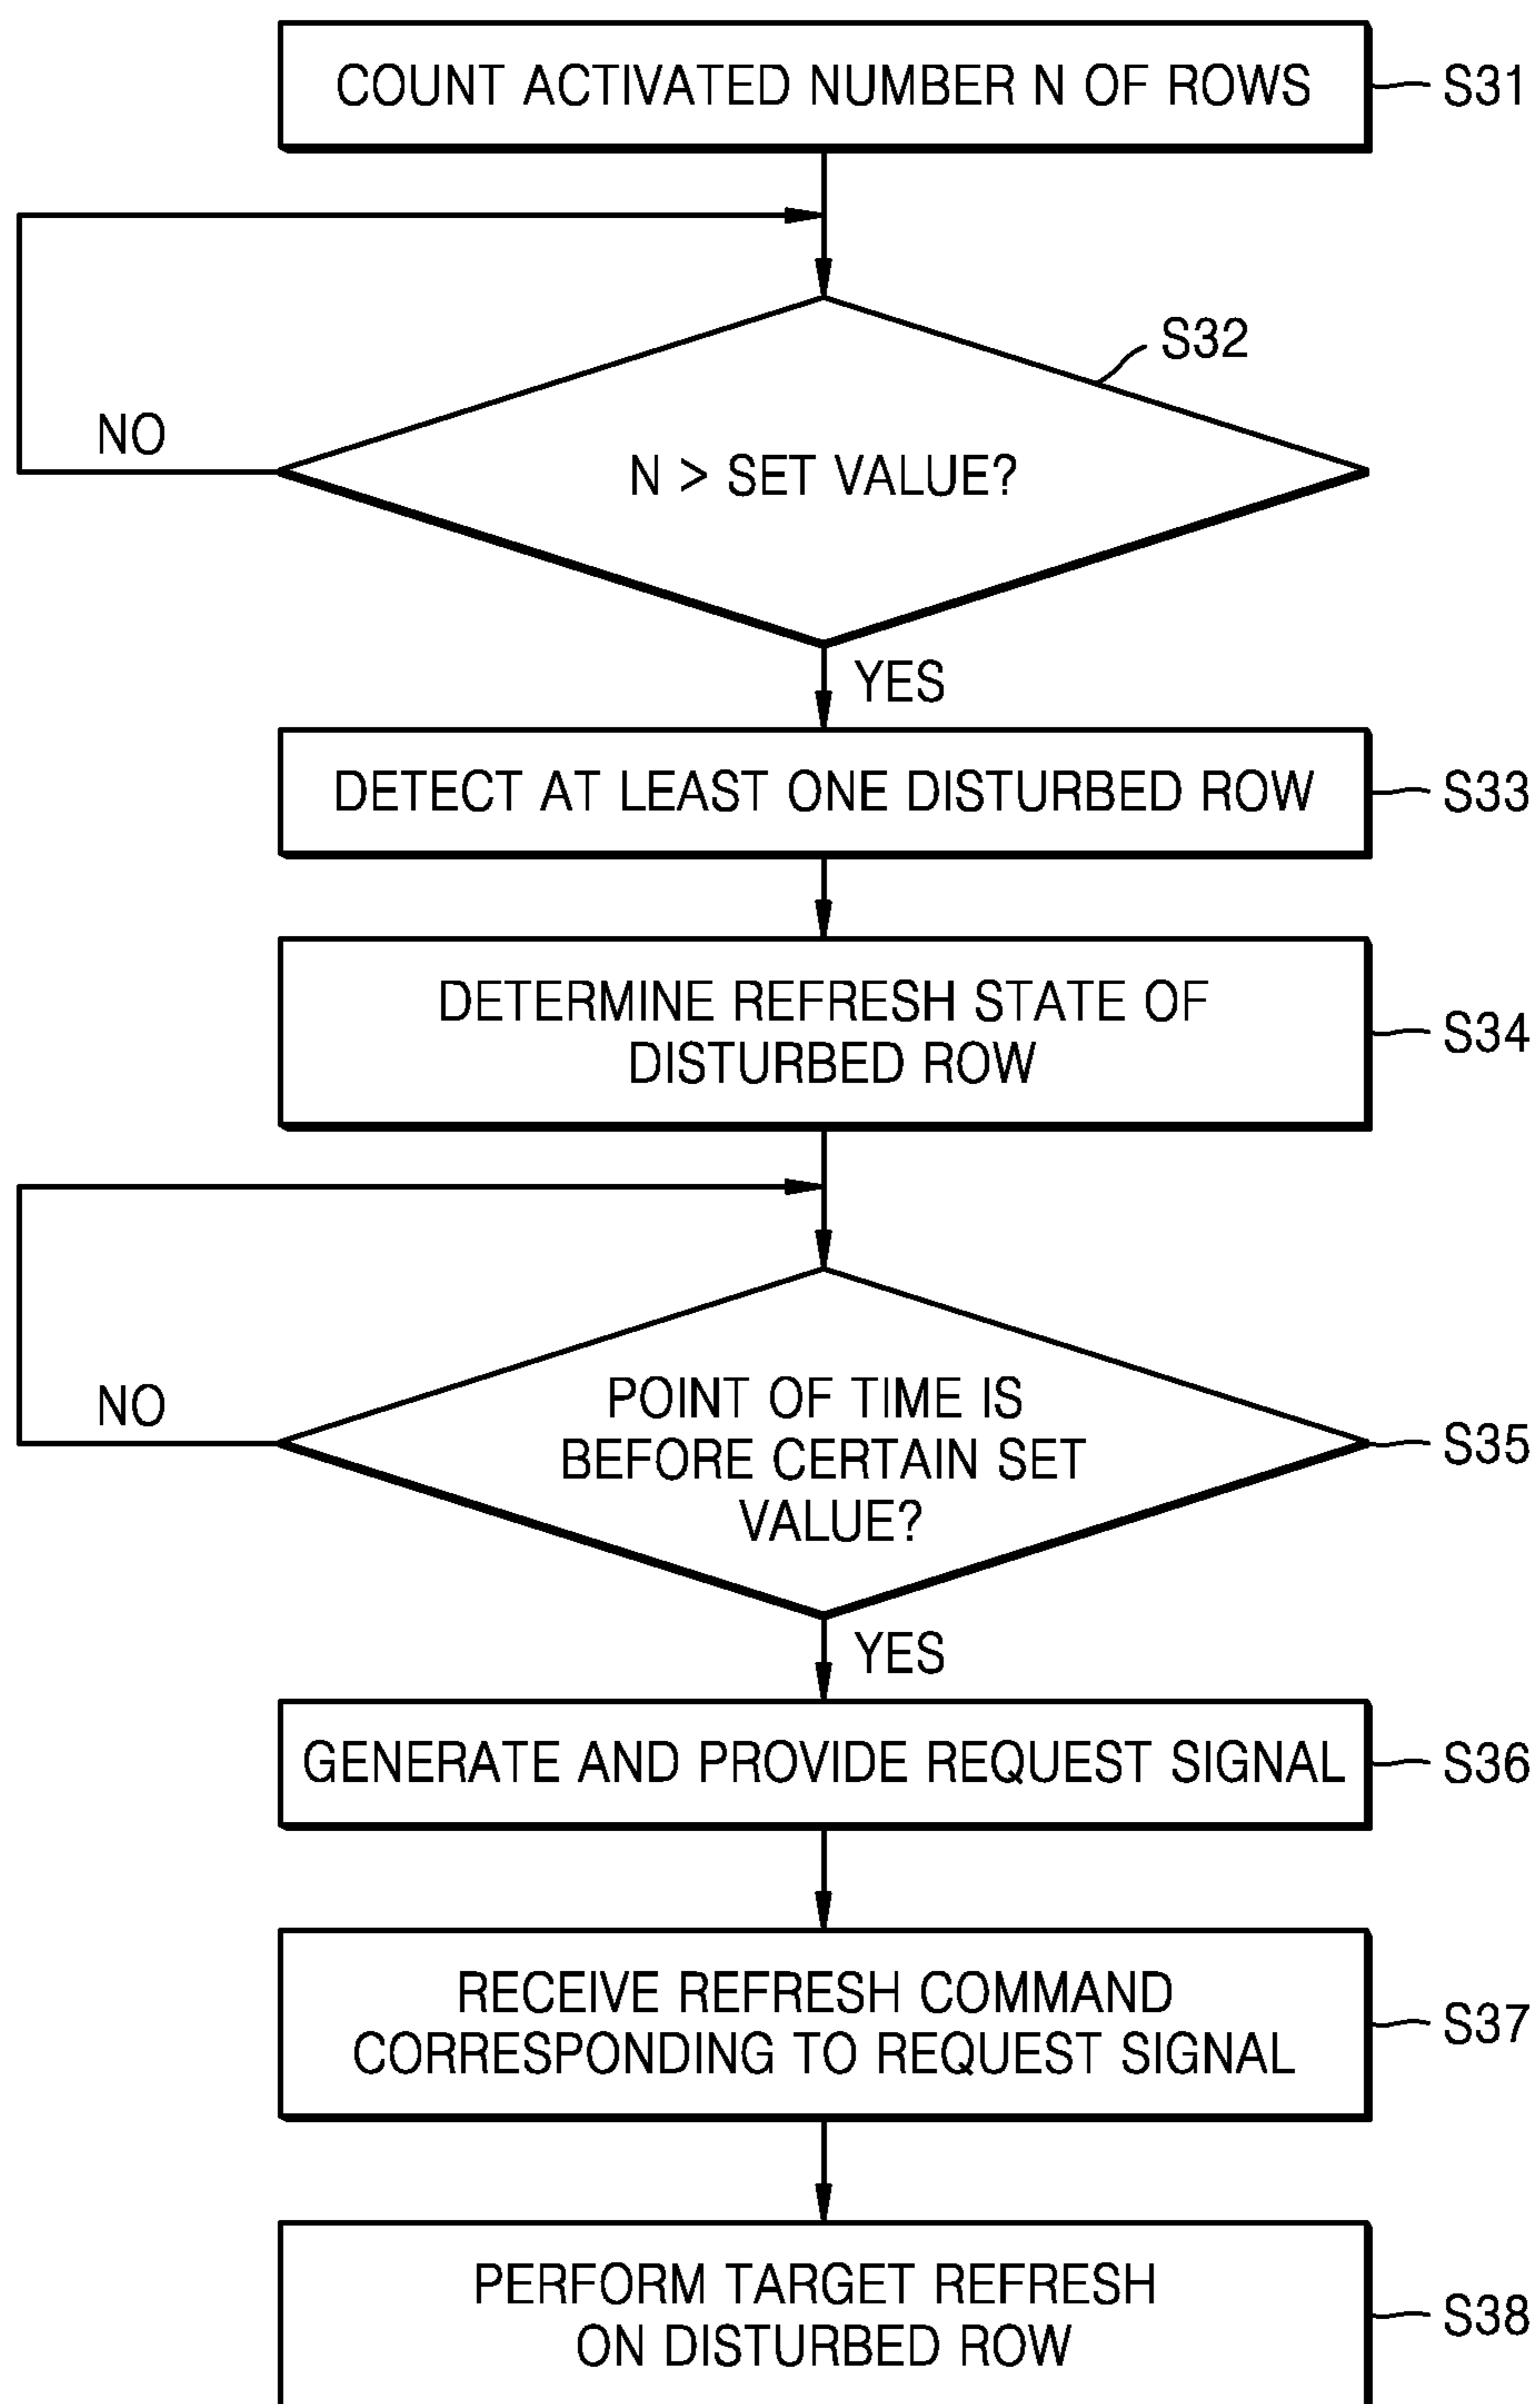 COUNT ACTIVATED NUMBER N OF ROWS
S31
S32
NO
N > SET VALUE?
YES
DETECT AT LEAST ONE DISTURBED ROW
S33
DETERMINE REFRESH STATE OF
DISTURBED ROW
S34
NO
POINT OF TIME IS
BEFORE CERTAIN SET
VALUE?
S35
YES
GENERATE AND PROVIDE REQUEST SIGNAL
S36
RECEIVE REFRESH COMMAND
CORRESPONDING TO REQUEST SIGNAL
S37
PERFORM TARGET REFRESH
ON DISTURBED ROW
S38